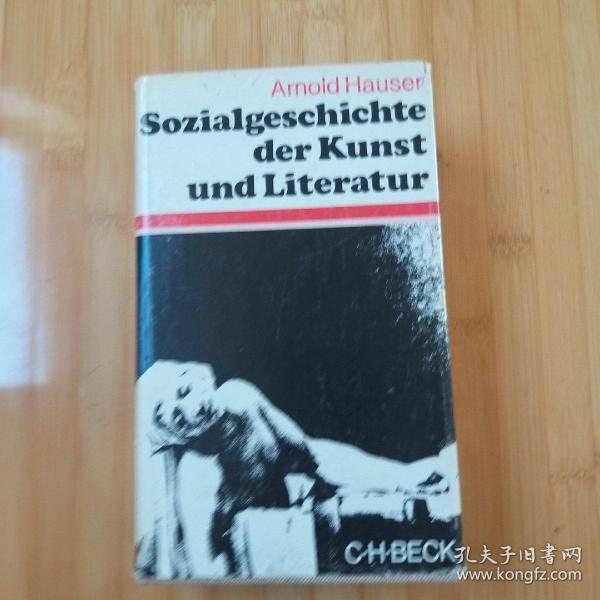 Arnold Hauser
Sozialgeschichte
der Kunst
und Literatur
C·H·BECK
孔夫子旧书网
www.kongfz.com